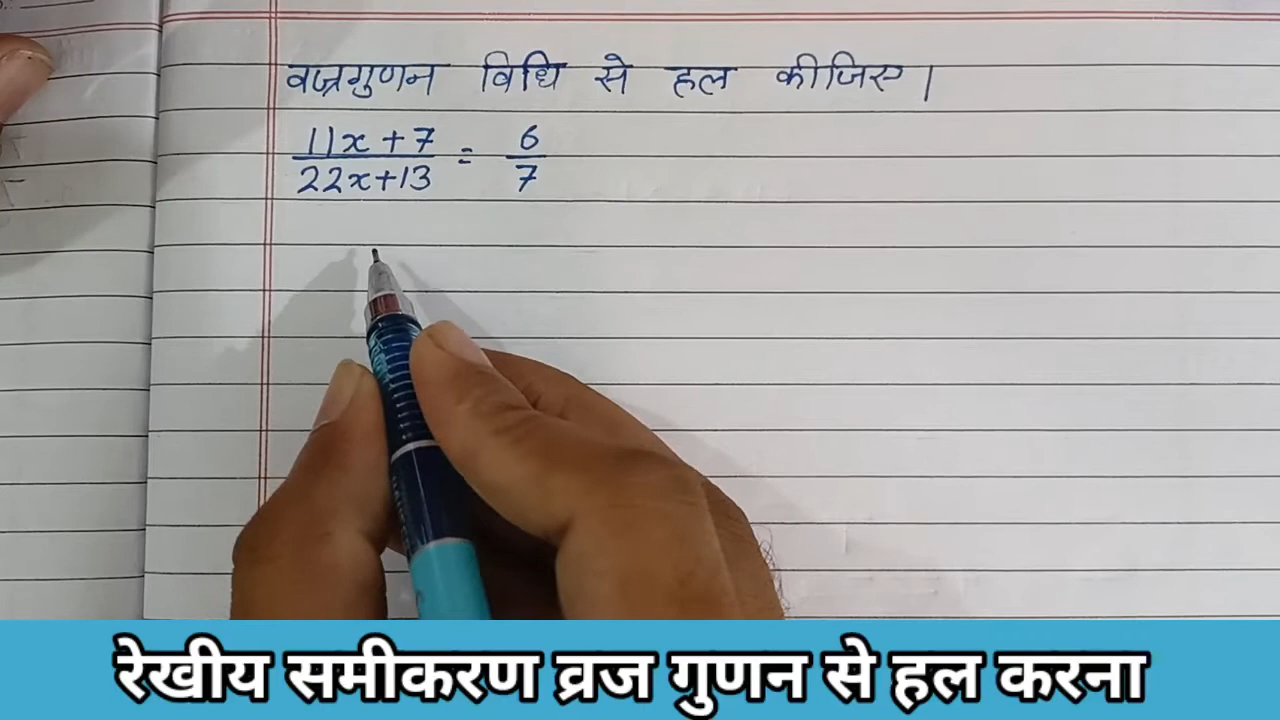 वज्रगुणन विधि से हल कीजिए।
11x + 7 / 22x + 13 = 6 / 7
रेखीय समीकरण व्रज गुणन से हल करना